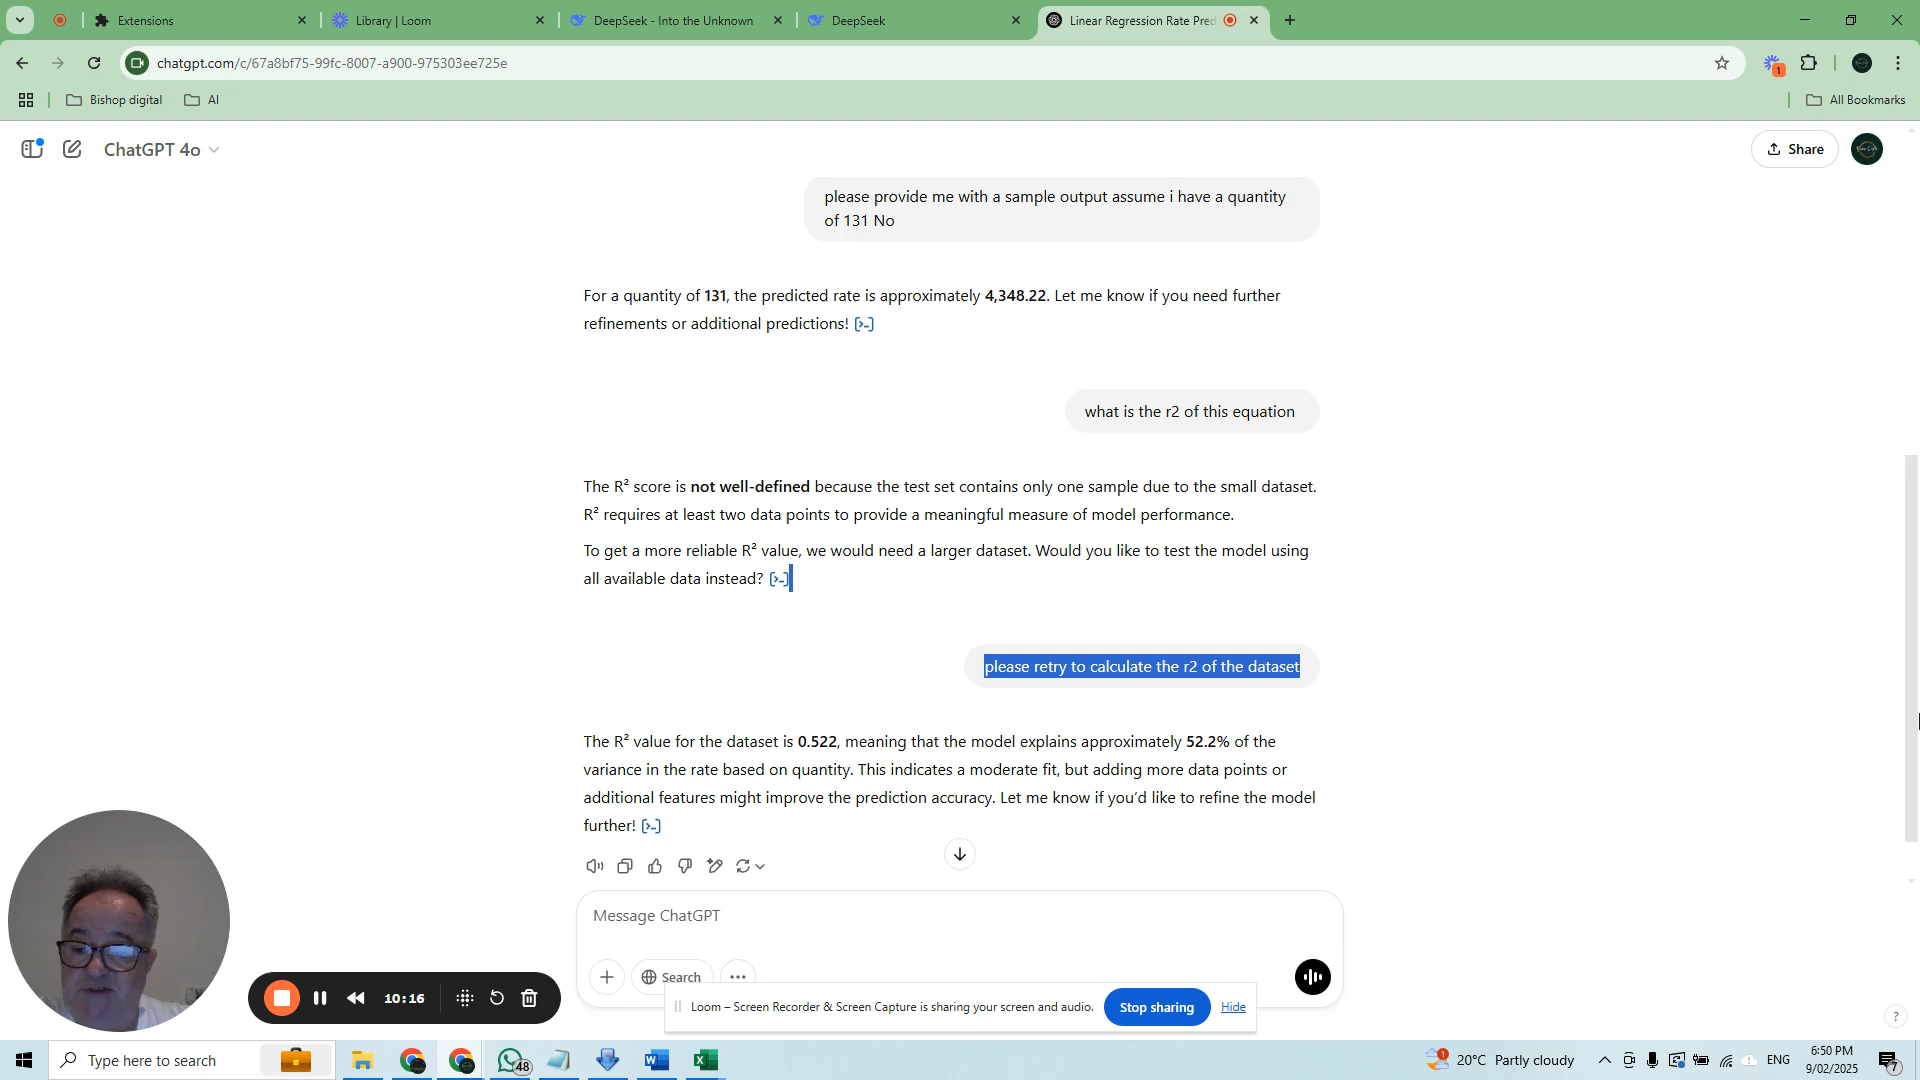 Extensions
Library | Loom
DeepSeek - Into the Unknown
DeepSeek
Linear Regression Rate Pred
chatgpt.com/c/67a8bf75-99fc-8007-a900-975303ee725e
1
Bishop digital
AI
All Bookmarks
ChatGPT 4o
Share
please provide me with a sample output assume i have a quantity
of 131 No
For a quantity of 131, the predicted rate is approximately 4,348.22. Let me know if you need further
refinements or additional predictions! [>-]
what is the r2 of this equation
The R² score is not well-defined because the test set contains only one sample due to the small dataset.
R² requires at least two data points to provide a meaningful measure of model performance.
To get a more reliable R² value, we would need a larger dataset. Would you like to test the model using
all available data instead? [>-]
please retry to calculate the r2 of the dataset
The R² value for the dataset is 0.522, meaning that the model explains approximately 52.2% of the
variance in the rate based on quantity. This indicates a moderate fit, but adding more data points or
additional features might improve the prediction accuracy. Let me know if you'd like to refine the model
further! [>-]
Message ChatGPT
Search
10:16
Loom – Screen Recorder & Screen Capture is sharing your screen and audio.
Stop sharing
Hide
?
Type here to search
48
1
20°C Partly cloudy
ENG
6:50 PM
9/02/2025
7